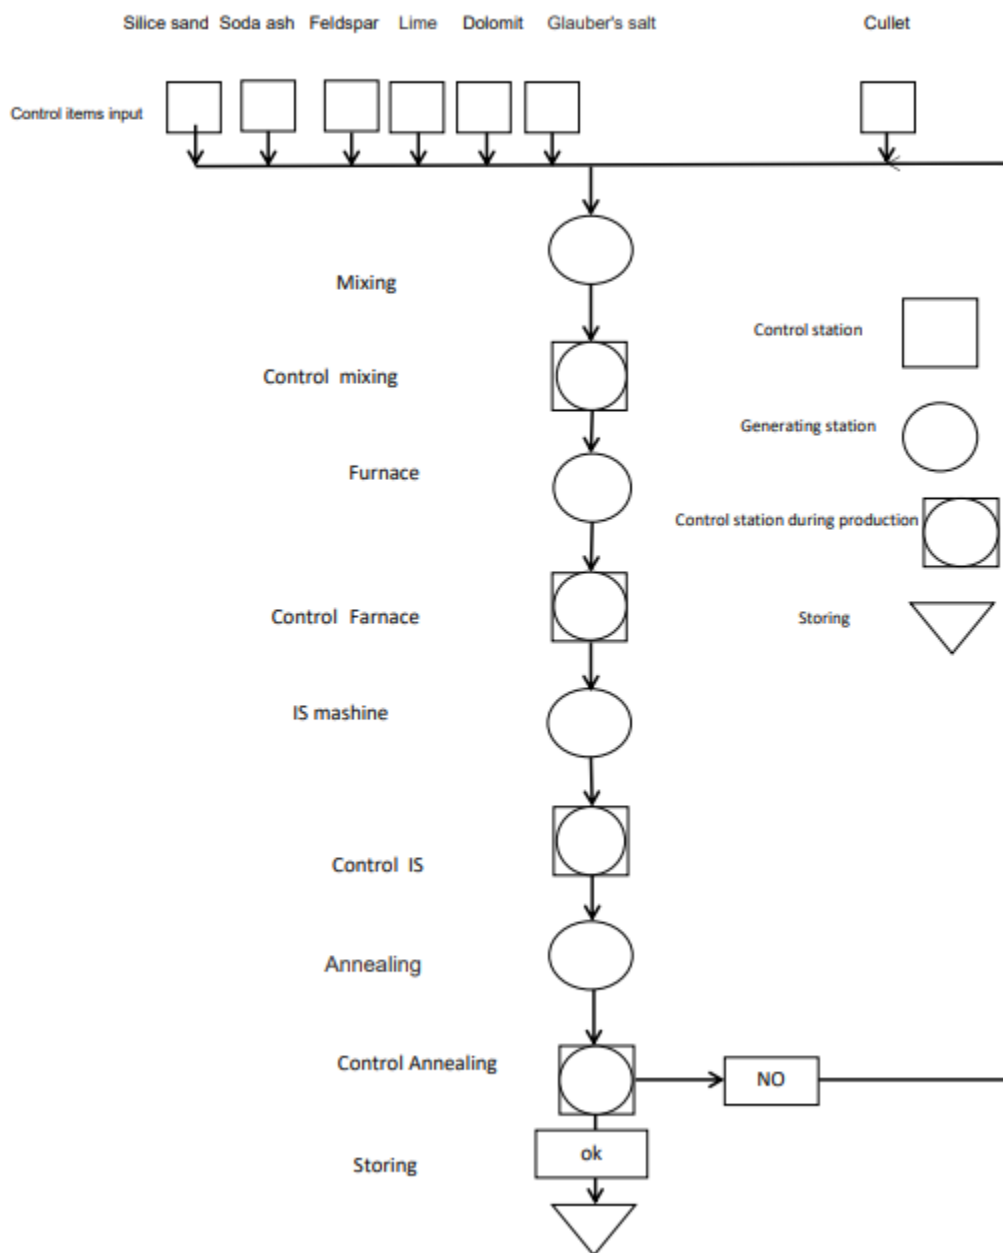 Silice sand Soda ash Feldspar Lime Dolomit Glauber's salt Cullet
Control items input
Mixing
Control station
Control mixing
Generating station
Furnace
Control station during production
Control Farnace
Storing
IS mashine
Control IS
Annealing
Control Annealing
NO
ok
Storing